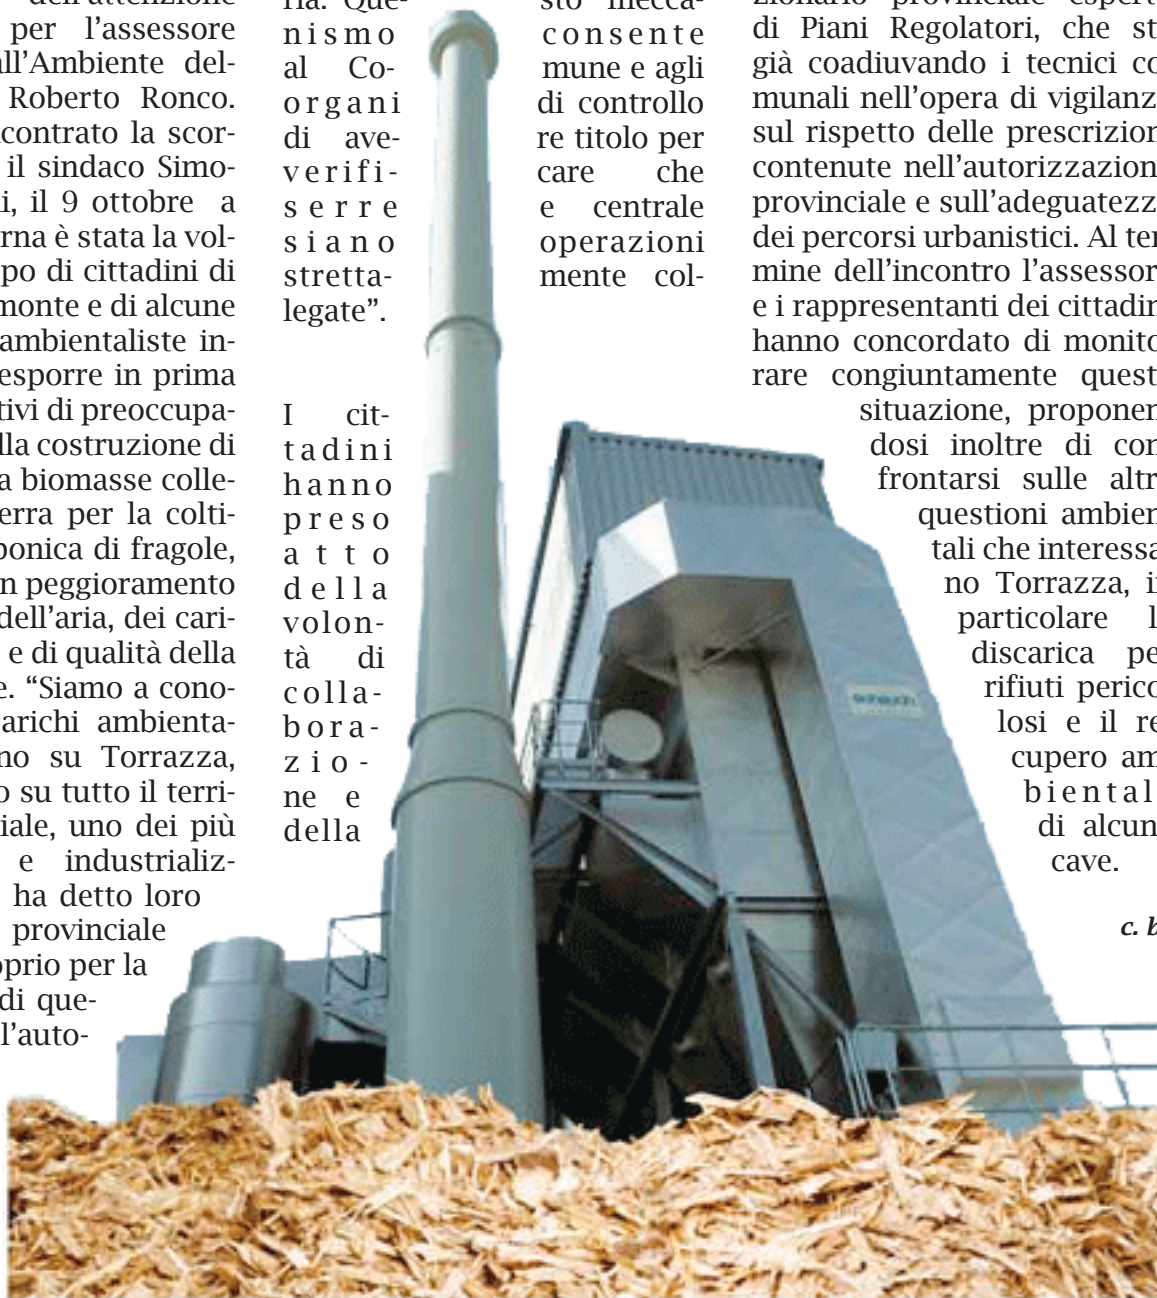 dell'attenzione
per l'assessore
all'Ambiente del-
Roberto Ronco.
contrato la scor-
il sindaco Simo-
i, il 9 ottobre a
rna è stata la vol-
po di cittadini di
monte e di alcune
ambientaliste in-
esporre in prima
tivi di preoccupa-
lla costruzione di
a biomasse colle-
erra per la colti-
ponica di fragole,
n peggioramento
dell'aria, dei cari-
e di qualità della
e. “Siamo a cono-
carichi ambienta-
no su Torrazza,
o su tutto il terri-
iale, uno dei più
e industrializ-
ha detto loro
provinciale
oprio per la
di que-
l'auto-
ria. Que- sto mecca-
nismo consente
al Co- mune e agli
organi di controllo
di ave- re titolo per
verifi- care che
serre e centrale
siano operazioni
stretta- mente col-
legate”.
I cit-
tadini
hanno
preso
atto
della
volon-
tà di
colla-
bora-
zio-
ne e
della
zionario provinciale espert
di Piani Regolatori, che st
già coadiuvando i tecnici co
munali nell'opera di vigilanz
sul rispetto delle prescrizion
contenute nell'autorizzazion
provinciale e sull'adeguatezz
dei percorsi urbanistici. Al ter
mine dell'incontro l'assessor
e i rappresentanti dei cittadin
hanno concordato di monito
rare congiuntamente quest
situazione, proponen
dosi inoltre di con
frontarsi sulle altr
questioni ambien
tali che interessa
no Torrazza, in
particolare l
discarica pe
rifiuti perico
losi e il re
cupero am
biental
di alcun
cave.
c. b